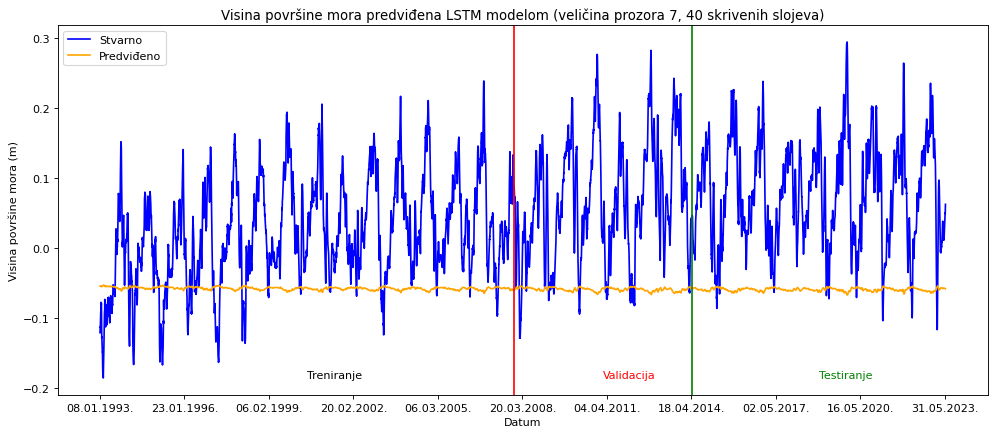 Visina površine mora predviđena LSTM modelom (veličina prozora 7, 40 skrivenih slojeva)
Stvarno
Predviđeno
0.3
0.2
0.1
0.0
−0.1
−0.2
Visina površine mora (m)
Treniranje
Validacija
Testiranje
08.01.1993.
23.01.1996.
06.02.1999.
20.02.2002.
06.03.2005.
20.03.2008.
04.04.2011.
18.04.2014.
02.05.2017.
16.05.2020.
31.05.2023.
Datum